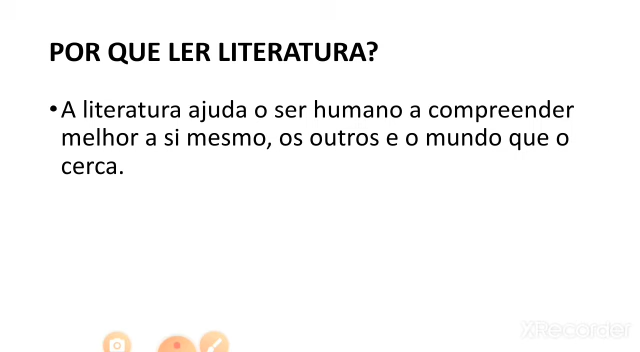 POR QUE LER LITERATURA?
• A literatura ajuda o ser humano a compreender
melhor a si mesmo, os outros e o mundo que o
cerca.
XRecorder